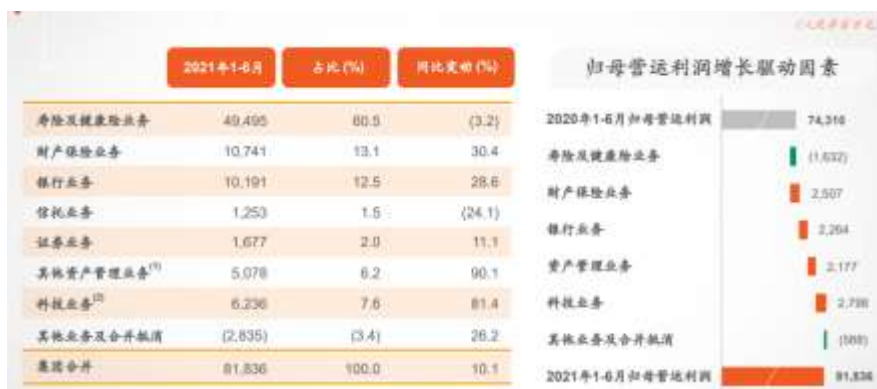 2021年1-6月 占比(%) 同比变动(%)
寿险及健康险业务 49,495 60.5 (3.2)
财产保险业务 10,741 13.1 30.4
银行业务 10,191 12.5 28.6
信托业务 1,253 1.5 (24.1)
证券业务 1,677 2.0 11.1
其他资产管理业务(1) 5,078 6.2 90.1
科技业务(2) 6,236 7.6 81.4
其他业务及合并抵消 (2,835) (3.4) 26.2
集团合并 81,836 100.0 10.1
归母营运利润增长驱动因素
2020年1-6月归母营运利润 74,310
寿险及健康险业务 (1,632)
财产保险业务 2,507
银行业务 2,264
资产管理业务 2,177
科技业务 2,798
其他业务及合并抵消 (588)
2021年1-6月归母营运利润 81,836